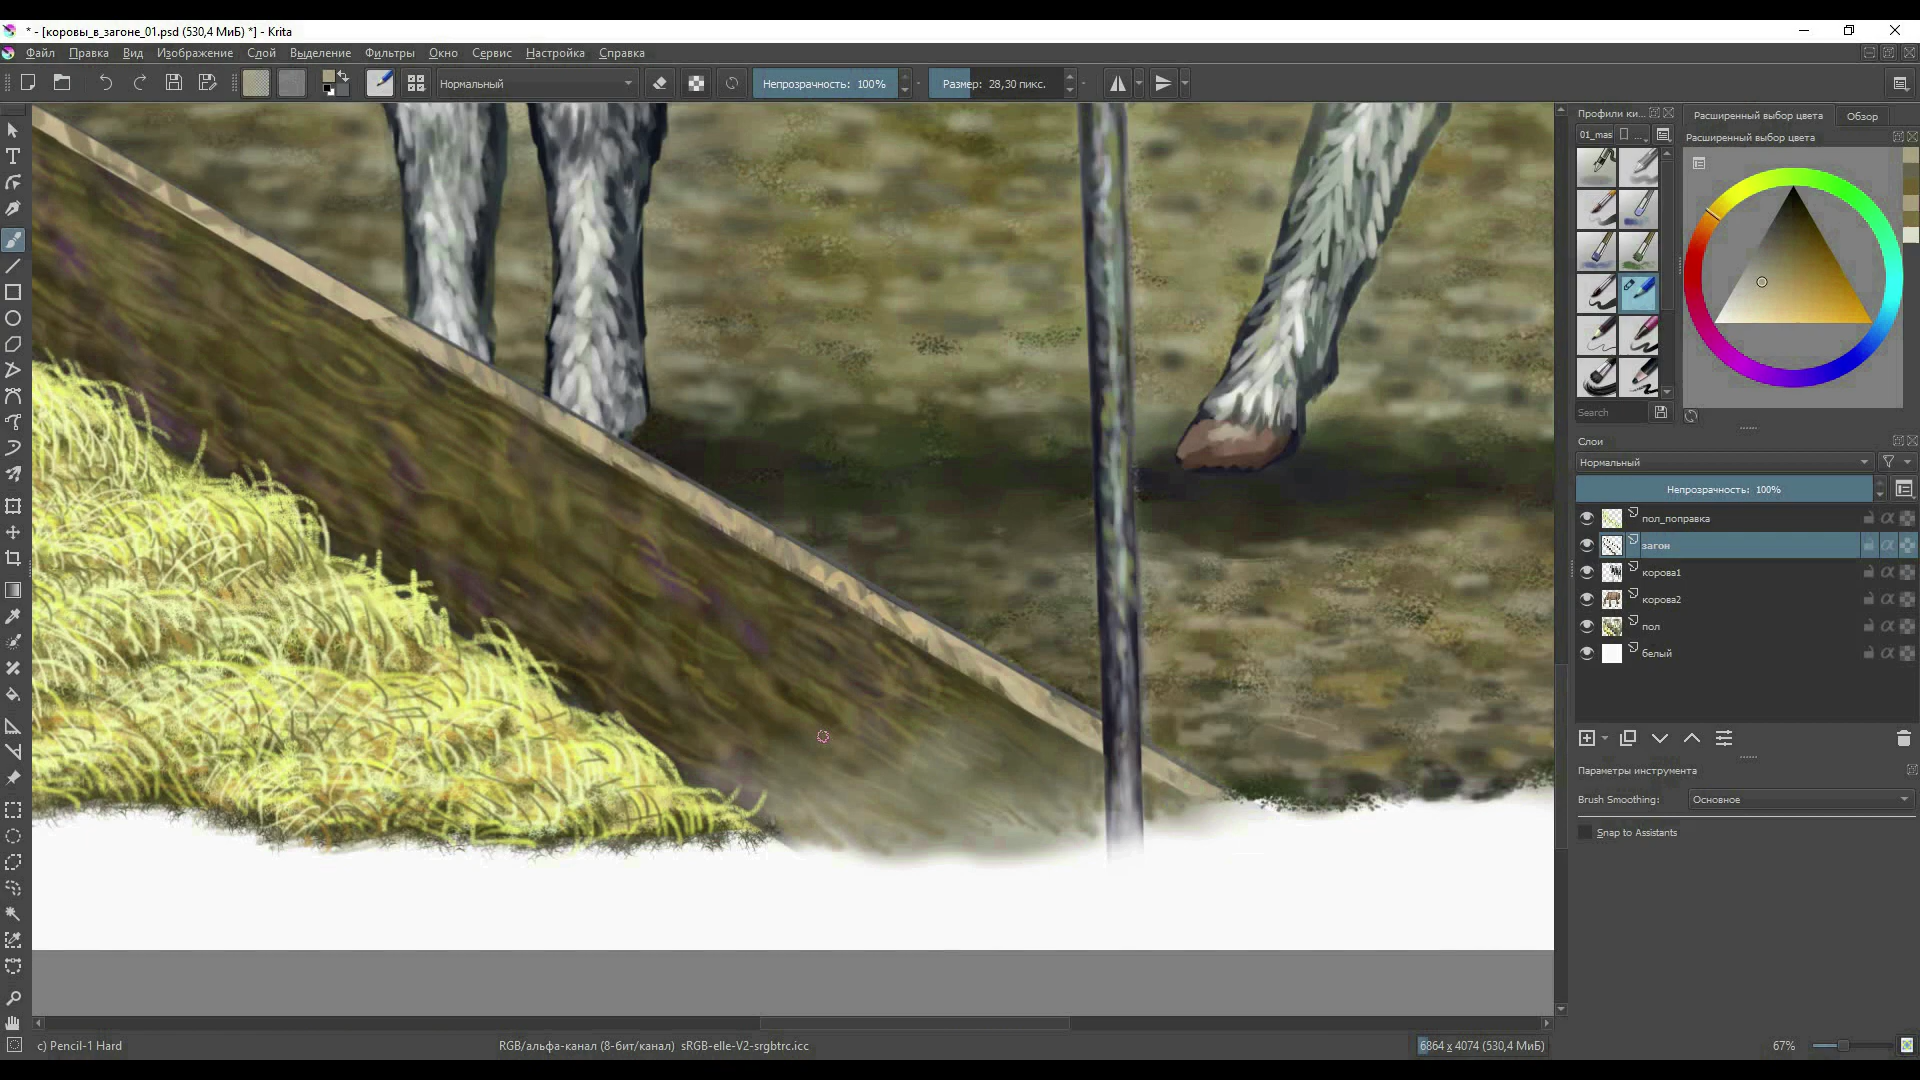 * - [коровы_в_загоне_01.psd (530,4 МиБ) *] - Krita
Файл Правка Вид Изображение Слой Выделение Фильтры Окно Сервис Настройка Справка
Нормальный Непрозрачность: 100% Размер: 28,30 пикс.
Профили ки...
01_mas
Search
Расширенный выбор цвета Обзор
Расширенный выбор цвета
Слои
Нормальный
Непрозрачность: 100%
пол_поправка
загон
корова1
корова2
пол
белый
Параметры инструмента
Brush Smoothing: Основное
Snap to Assistants
c) Pencil-1 Hard RGB/альфа-канал (8-бит/канал) sRGB-elle-V2-srgbtrc.icc 6864 x 4074 (530,4 МиБ) 67%